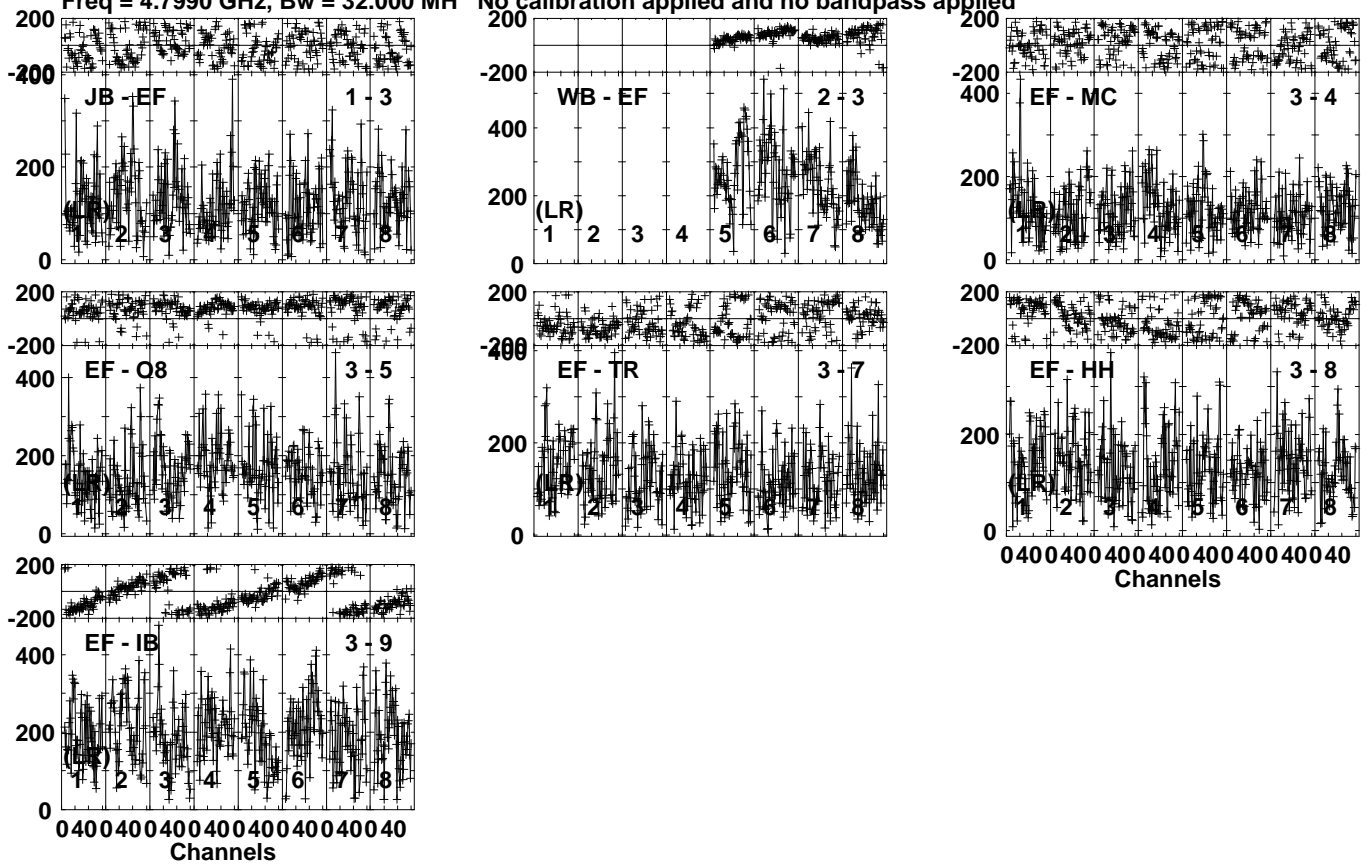 Freq = 4.7990 GHz, Bw = 32.000 MH No calibration applied and no bandpass applied
200
-200
400
JB - EF 1 - 3
200
(LR)
1 2 3 4 5 6 7 8
0
200
-200
WB - EF 2 - 3
400
200
(LR)
1 2 3 4 5 6 7 8
0
200
-200
400
EF - MC 3 - 4
200
(LR)
1 2 3 4 5 6 7 8
0
200
-200
EF - O8 3 - 5
400
200
(LR)
1 2 3 4 5 6 7 8
0
200
-200
400
EF - TR 3 - 7
200
(LR)
1 2 3 4 5 6 7 8
0
200
-200
EF - HH 3 - 8
200
(LR)
1 2 3 4 5 6 7 8
0
0 40 0 40 0 40 0 40 0 40 0 40 0 40 0 40
Channels
200
-200
EF - IB 3 - 9
400
200
(LR)
1 2 3 4 5 6 7 8
0
0 40 0 40 0 40 0 40 0 40 0 40 0 40 0 40
Channels